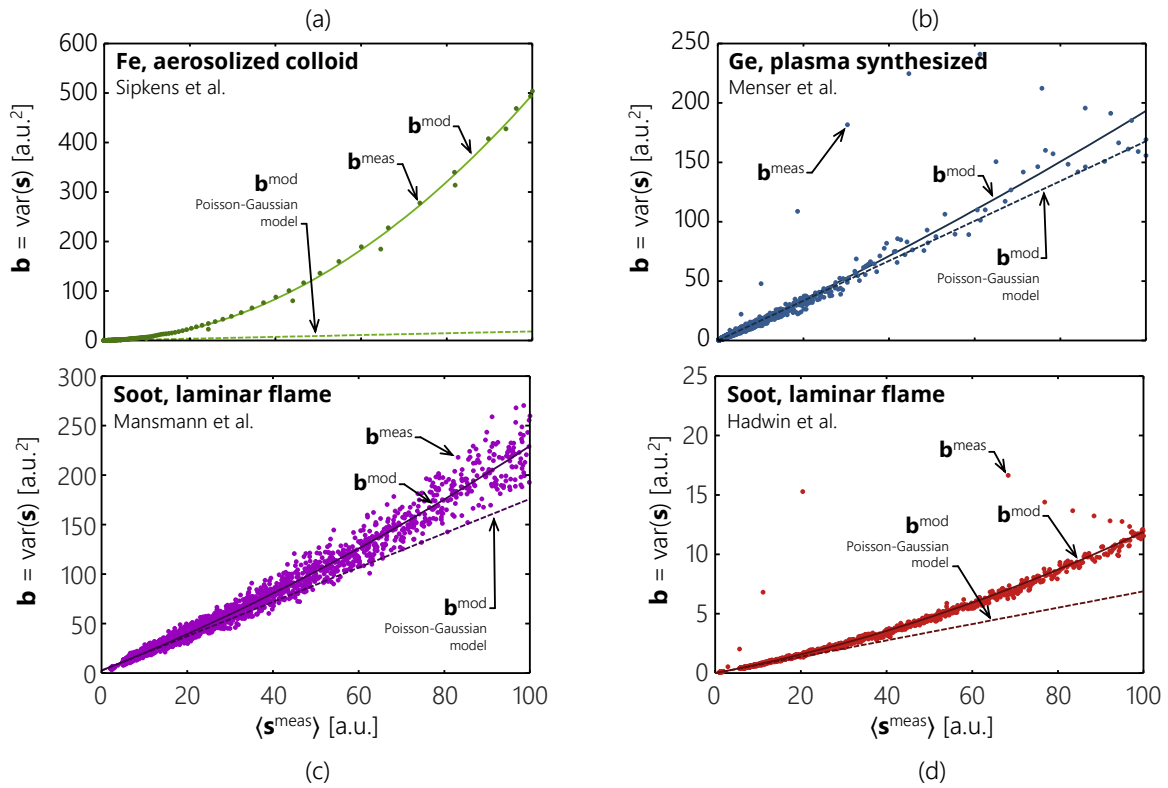 (a)
600
500
400
300
200
100
0
b = var(s) [a.u.²]
Fe, aerosolized colloid
Sipkens et al.
b^mod
b^meas
b^mod
Poisson-Gaussian
model
(b)
250
200
150
100
50
0
b = var(s) [a.u.²]
Ge, plasma synthesized
Menser et al.
b^meas
b^mod
b^mod
Poisson-Gaussian
model
300
250
200
150
100
50
0
b = var(s) [a.u.²]
Soot, laminar flame
Mansmann et al.
b^meas
b^mod
b^mod
Poisson-Gaussian
model
0 20 40 60 80 100
⟨s^meas⟩ [a.u.]
(c)
25
20
15
10
5
0
b = var(s) [a.u.²]
Soot, laminar flame
Hadwin et al.
b^meas
b^mod
b^mod
Poisson-Gaussian
model
0 20 40 60 80 100
⟨s^meas⟩ [a.u.]
(d)